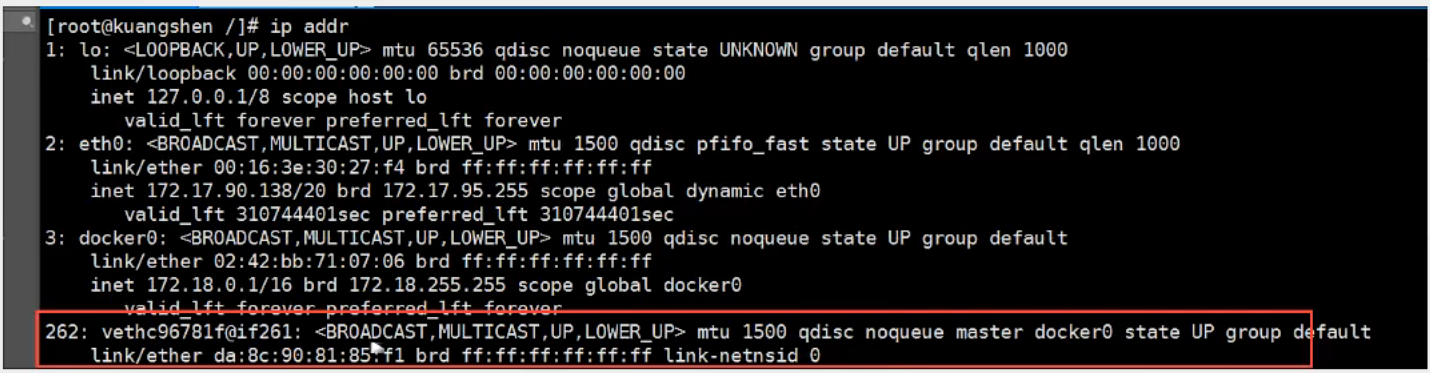 [root@kuangshen /]# ip addr
1: lo: <LOOPBACK,UP,LOWER_UP> mtu 65536 qdisc noqueue state UNKNOWN group default qlen 1000
link/loopback 00:00:00:00:00:00 brd 00:00:00:00:00:00
inet 127.0.0.1/8 scope host lo
valid_lft forever preferred_lft forever
2: eth0: <BROADCAST,MULTICAST,UP,LOWER_UP> mtu 1500 qdisc pfifo_fast state UP group default qlen 1000
link/ether 00:16:3e:30:27:f4 brd ff:ff:ff:ff:ff:ff
inet 172.17.90.138/20 brd 172.17.95.255 scope global dynamic eth0
valid_lft 310744401sec preferred_lft 310744401sec
3: docker0: <BROADCAST,MULTICAST,UP,LOWER_UP> mtu 1500 qdisc noqueue state UP group default
link/ether 02:42:bb:71:07:06 brd ff:ff:ff:ff:ff:ff
inet 172.18.0.1/16 brd 172.18.255.255 scope global docker0
valid_lft forever preferred_lft forever
262: vethc96781f@if261: <BROADCAST,MULTICAST,UP,LOWER_UP> mtu 1500 qdisc noqueue master docker0 state UP group default
link/ether da:8c:90:81:85:f1 brd ff:ff:ff:ff:ff:ff link-netnsid 0